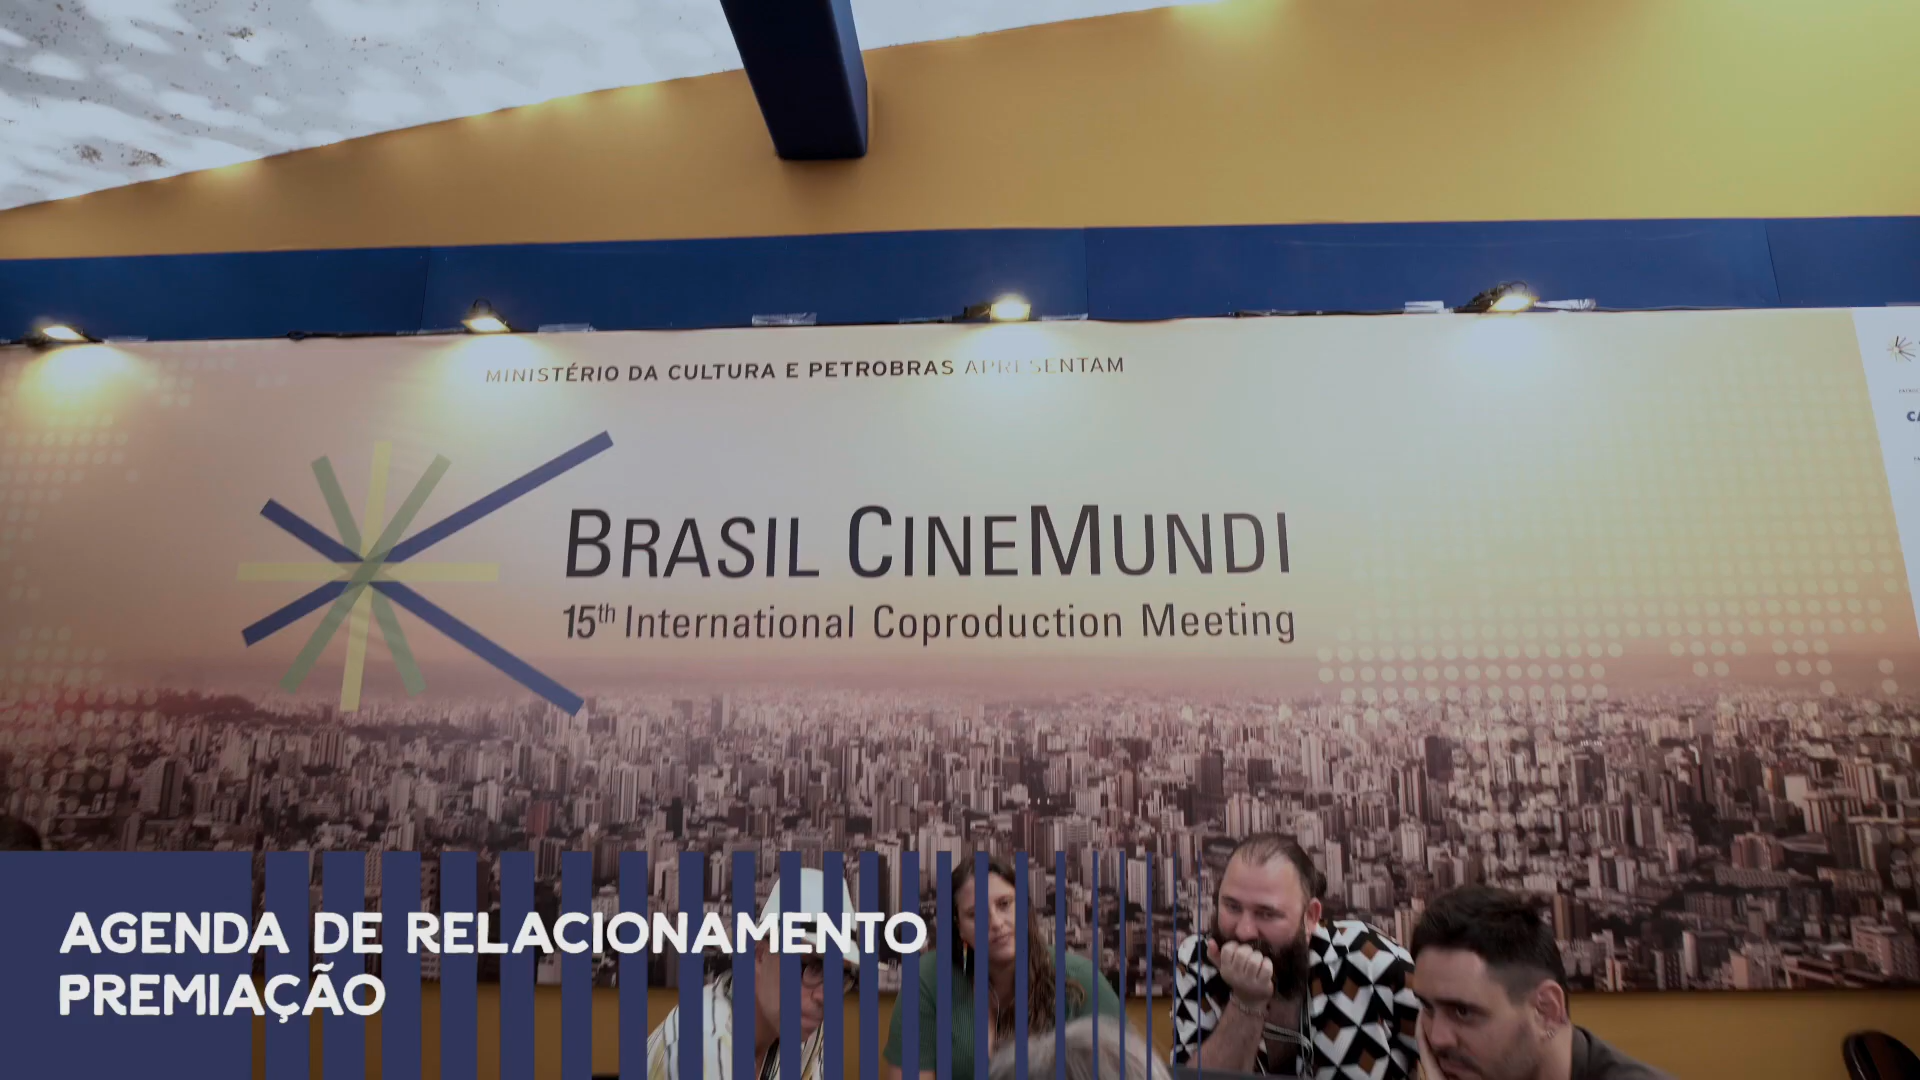 MINISTÉRIO DA CULTURA E PETROBRAS APRESENTAM
BRASIL CINEMUNDI
15th International Coproduction Meeting
AGENDA DE RELACIONAMENTO
PREMIAÇÃO